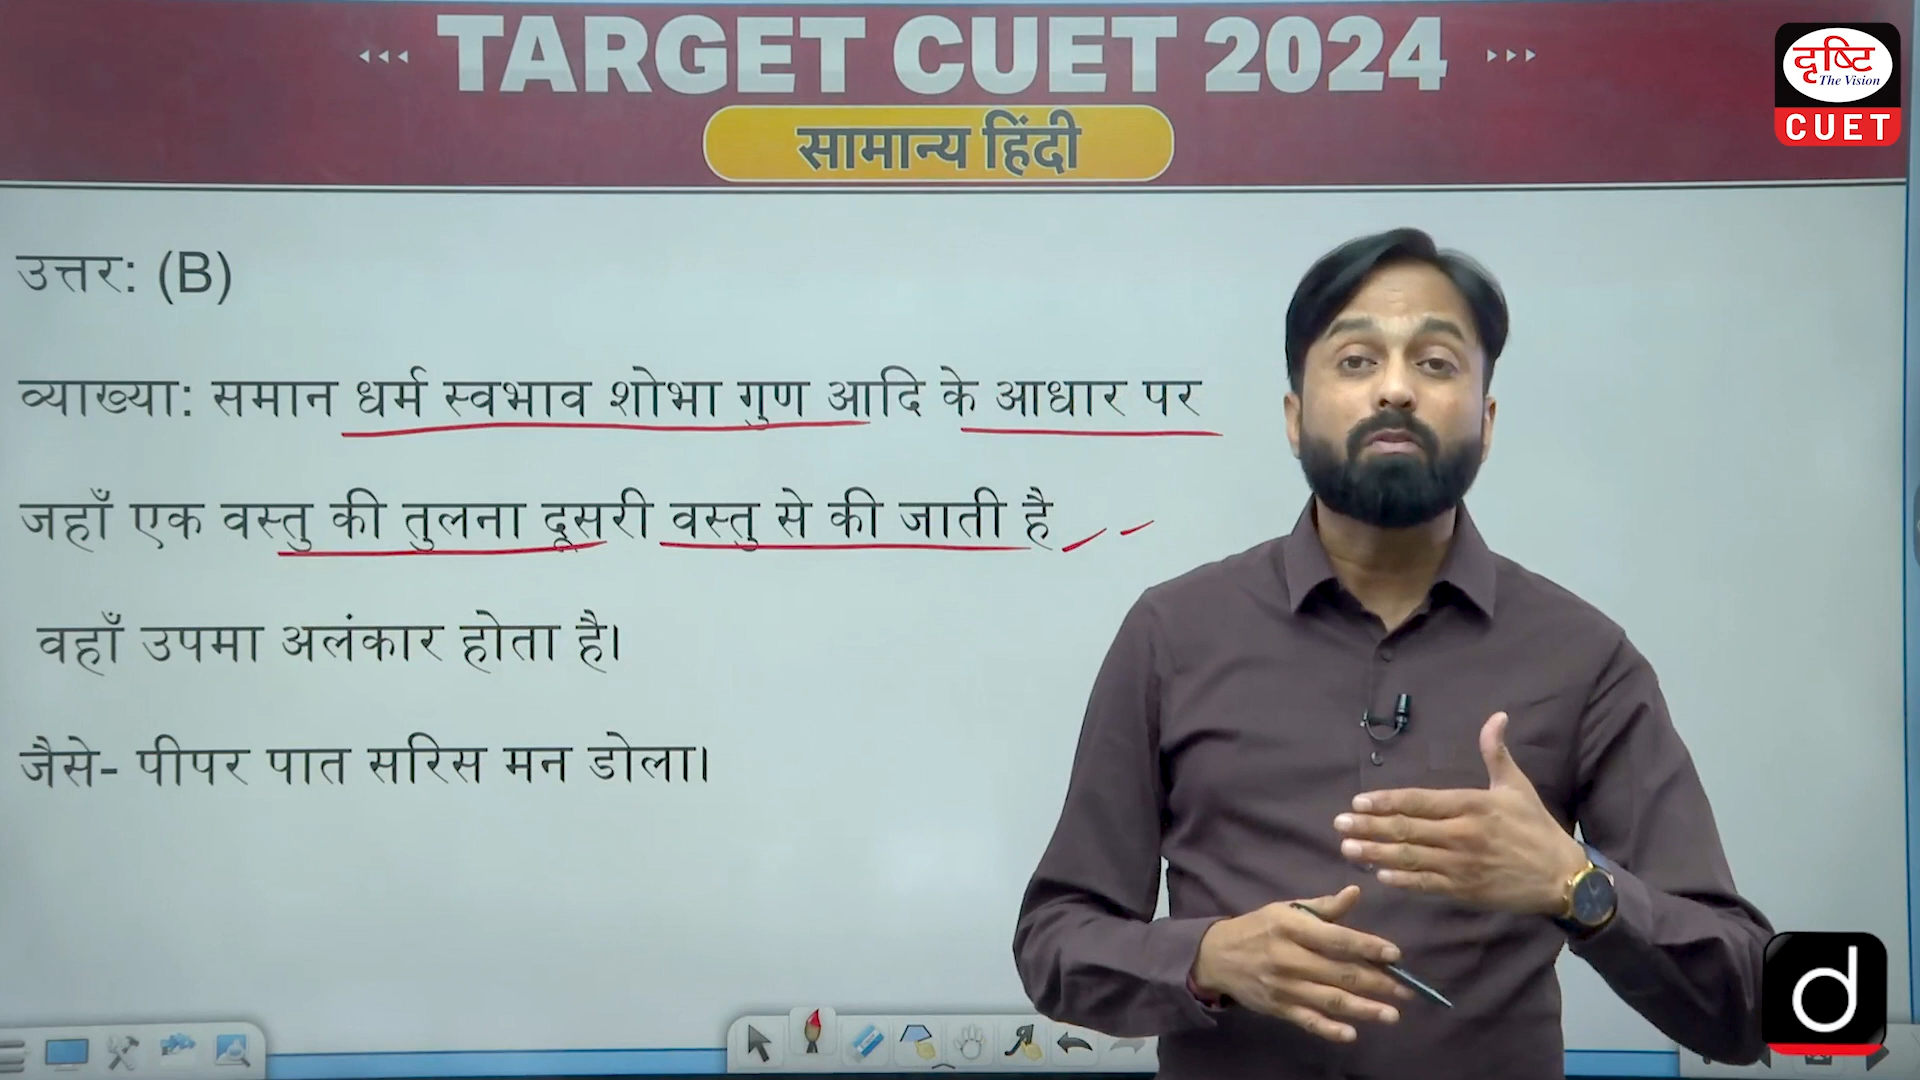 TARGET CUET 2024
सामान्य हिंदी
दृष्टि
The Vision
CUET
उत्तर: (B)
व्याख्या: समान धर्म स्वभाव शोभा गुण आदि के आधार पर
जहाँ एक वस्तु की तुलना दूसरी वस्तु से की जाती है
वहाँ उपमा अलंकार होता है।
जैसे- पीपर पात सरिस मन डोला।
d